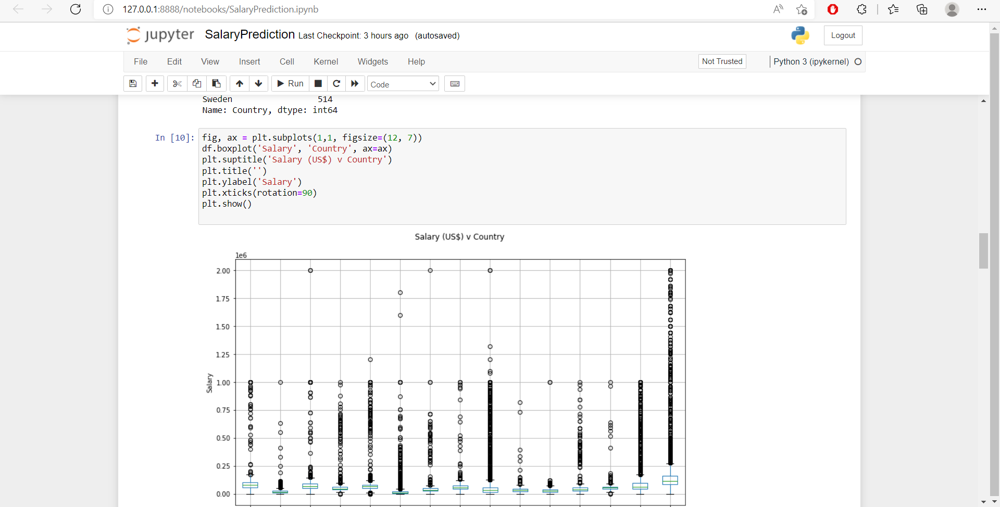 127.0.0.1:8888/notebooks/SalaryPrediction.ipynb
jupyter SalaryPrediction Last Checkpoint: 3 hours ago (autosaved)
Logout
File Edit View Insert Cell Kernel Widgets Help
Not Trusted
Python 3 (ipykernel)
Run
Code
Sweden 514
Name: Country, dtype: int64
In [10]:
fig, ax = plt.subplots(1,1, figsize=(12, 7))
df.boxplot('Salary', 'Country', ax=ax)
plt.suptitle('Salary (US$) v Country')
plt.title('')
plt.ylabel('Salary')
plt.xticks(rotation=90)
plt.show()
Salary (US$) v Country
1e6
2.00
1.75
1.50
1.25
1.00
0.75
0.50
0.25
0.00
Salary